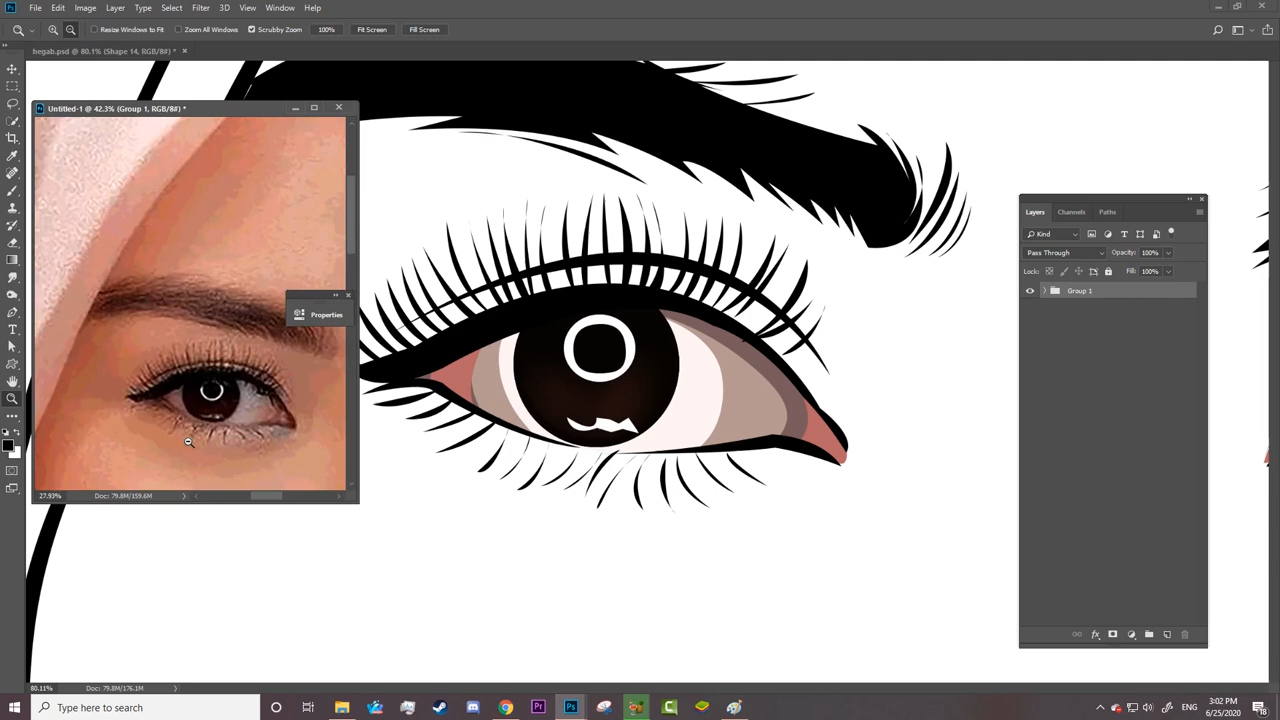 Ps File Edit Image Layer Type Select Filter 3D View Window Help
Resize Windows to Fit Zoom All Windows Scrubby Zoom 100% Fit Screen Fill Screen
hegab.psd @ 80.1% (Shape 14, RGB/8#) *
Untitled-1 @ 42.3% (Group 1, RGB/8#) *
Properties
27.93% Doc: 79.8M/159.6M
Layers Channels Paths
Kind
Pass Through Opacity: 100%
Lock: Fill: 100%
Group 1
80.11% Doc: 79.8M/176.1M
Type here to search
Pr Ps
3:02 PM
6/25/2020
18